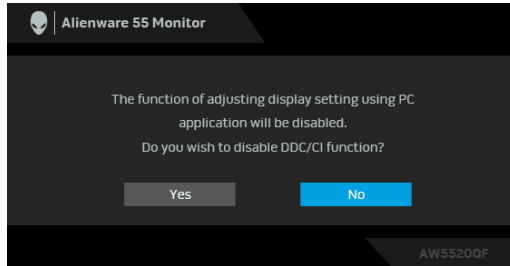 Alienware 55 Monitor
The function of adjusting display setting using PC
application will be disabled.
Do you wish to disable DDC/CI function?
Yes No
AW5520QF